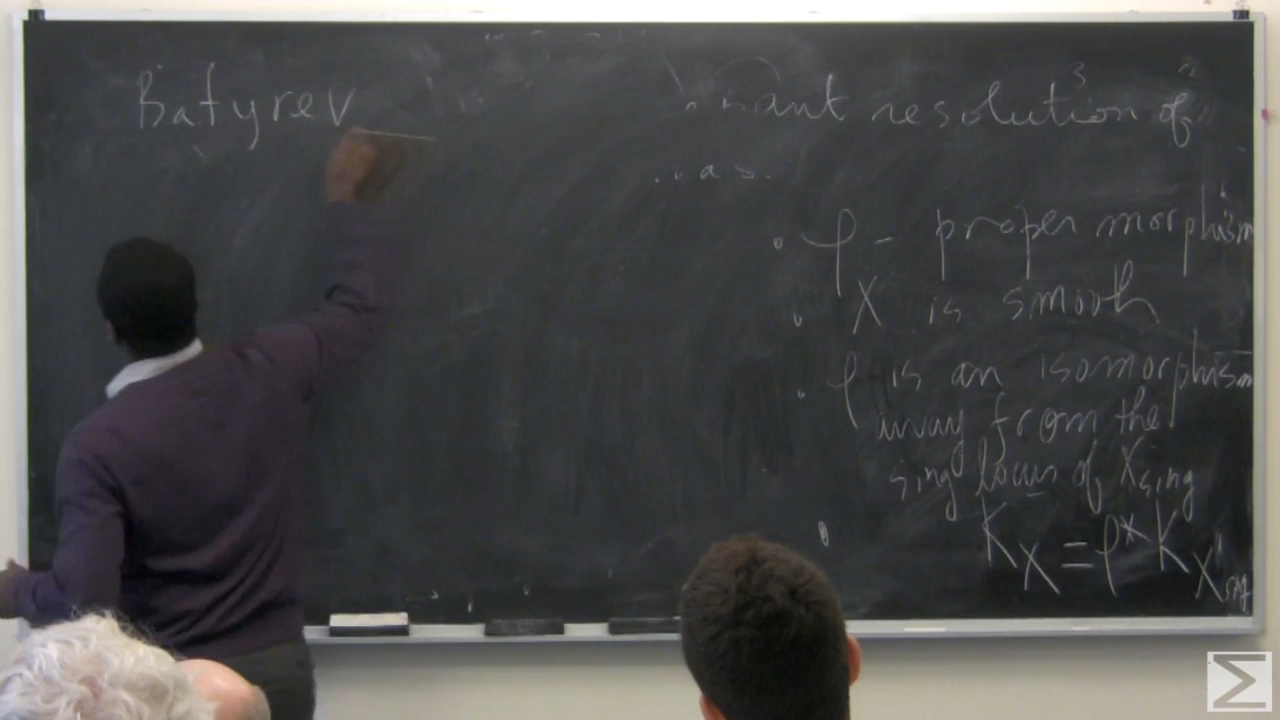 Batyrev
resolution of
ρ - proper morphism
X is smooth
ρ is an isomorphism
away from the
sing locus of X_sing
K_X = ρ* K_X_sing
Σ